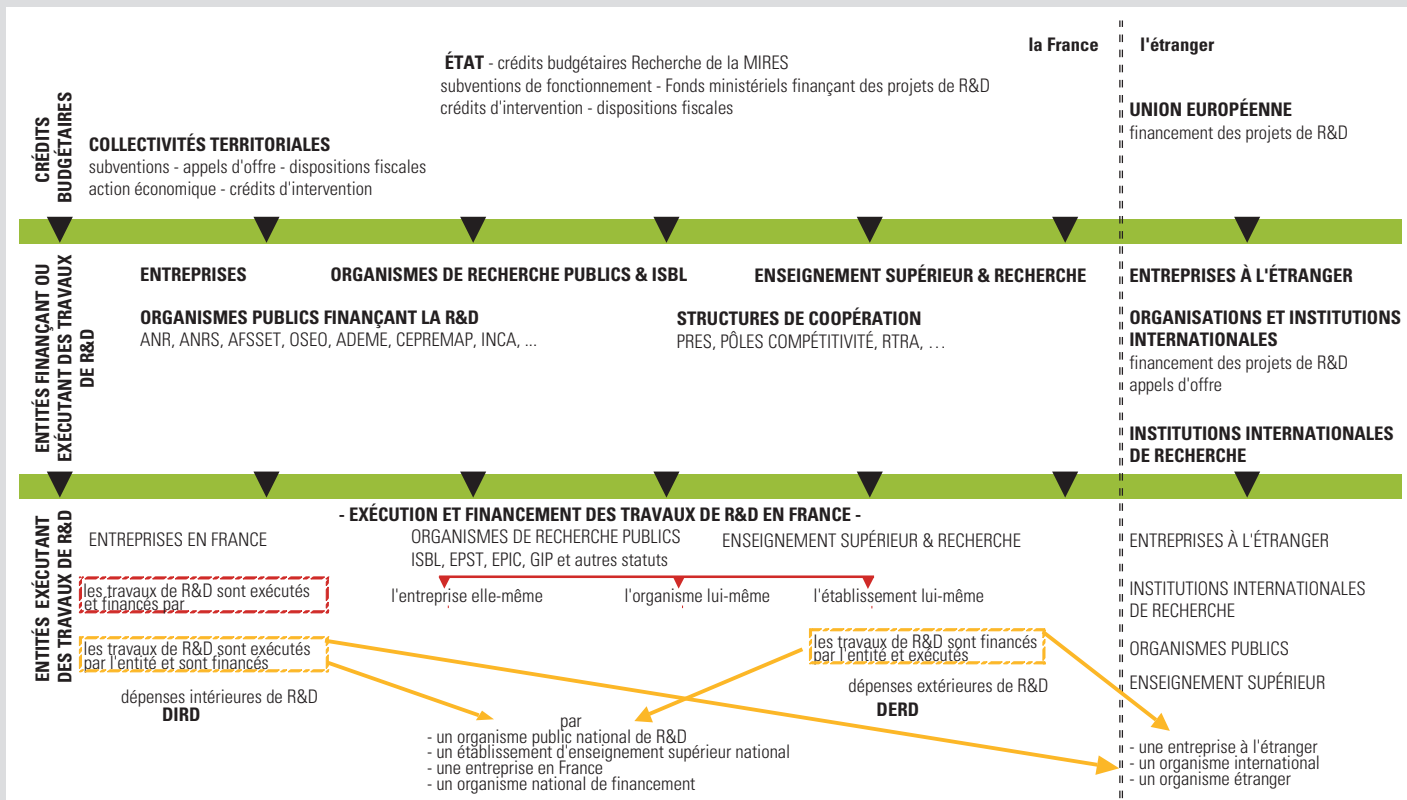 la France
l'étranger
CRÉDITS
BUDGÉTAIRES
ÉTAT - crédits budgétaires Recherche de la MIRES
subventions de fonctionnement - Fonds ministériels finançant des projets de R&D
crédits d'intervention - dispositions fiscales
COLLECTIVITÉS TERRITORIALES
subventions - appels d'offre - dispositions fiscales
action économique - crédits d'intervention
UNION EUROPÉENNE
financement des projets de R&D
ENTITÉS FINANÇANT OU
EXÉCUTANT DES TRAVAUX
DE R&D
ENTREPRISES
ORGANISMES DE RECHERCHE PUBLICS & ISBL
ENSEIGNEMENT SUPÉRIEUR & RECHERCHE
ORGANISMES PUBLICS FINANÇANT LA R&D
ANR, ANRS, AFSSET, OSEO, ADEME, CEPREMAP, INCA, ...
STRUCTURES DE COOPÉRATION
PRES, PÔLES COMPÉTITIVITÉ, RTRA, …
ENTREPRISES À L'ÉTRANGER
ORGANISATIONS ET INSTITUTIONS
INTERNATIONALES
financement des projets de R&D
appels d'offre
INSTITUTIONS INTERNATIONALES
DE RECHERCHE
ENTITÉS EXÉCUTANT
DES TRAVAUX DE R&D
- EXÉCUTION ET FINANCEMENT DES TRAVAUX DE R&D EN FRANCE -
ENTREPRISES EN FRANCE
ORGANISMES DE RECHERCHE PUBLICS
ISBL, EPST, EPIC, GIP et autres statuts
ENSEIGNEMENT SUPÉRIEUR & RECHERCHE
les travaux de R&D sont exécutés
et financés par
l'entreprise elle-même
l'organisme lui-même
l'établissement lui-même
les travaux de R&D sont exécutés
par l'entité et sont financés
les travaux de R&D sont financés
par l'entité et exécutés
dépenses intérieures de R&D
DIRD
dépenses extérieures de R&D
DERD
par
- un organisme public national de R&D
- un établissement d'enseignement supérieur national
- une entreprise en France
- un organisme national de financement
ENTREPRISES À L'ÉTRANGER
INSTITUTIONS INTERNATIONALES
DE RECHERCHE
ORGANISMES PUBLICS
ENSEIGNEMENT SUPÉRIEUR
- une entreprise à l'étranger
- un organisme international
- un organisme étranger